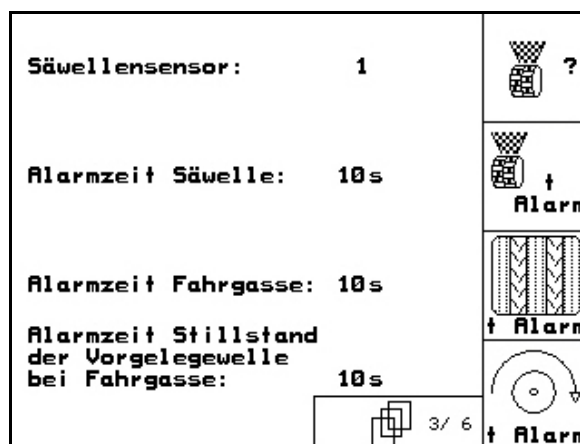 Säwellensensor: 1
?
Alarmzeit Säwelle: 10s
t
Alarm
Alarmzeit Fahrgasse: 10s
t Alarm
Alarmzeit Stillstand
der Vorgelegewelle
bei Fahrgasse: 10s
3/ 6
t Alarm